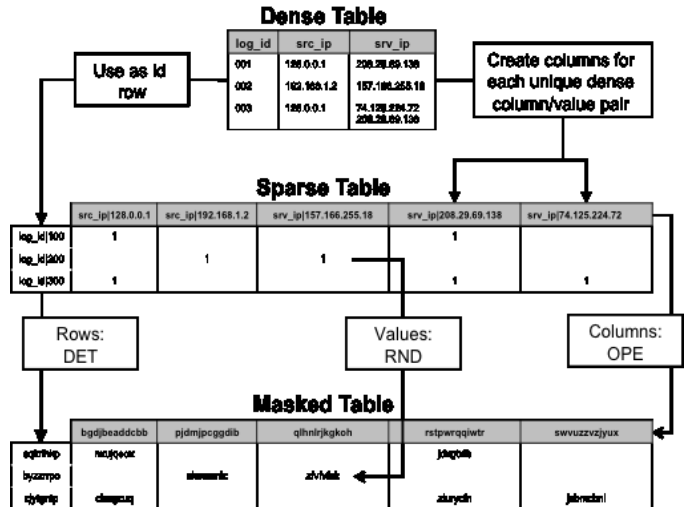 Dense Table
log_id src_ip srv_ip
001 128.0.0.1 208.29.69.138
002 192.168.1.2 157.166.255.18
003 128.0.0.1 74.125.224.72
208.29.69.138
Use as id
row
Create columns for
each unique dense
column/value pair
Sparse Table
src_ip|128.0.0.1 src_ip|192.168.1.2 srv_ip|157.166.255.18 srv_ip|208.29.69.138 srv_ip|74.125.224.72
log_id|100 1 1
log_id|200 1 1
log_id|300 1 1 1
Rows:
DET
Values:
RND
Columns:
OPE
Masked Table
bgdjbeaddcbb pjdmjpcggdib qlhnlrjkgkoh rstpwrqqiwtr swvuzzvzjyux